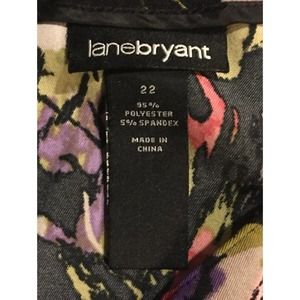 lanebryant
22
95%
POLYESTER
5% SPANDEX
MADE IN
CHINA